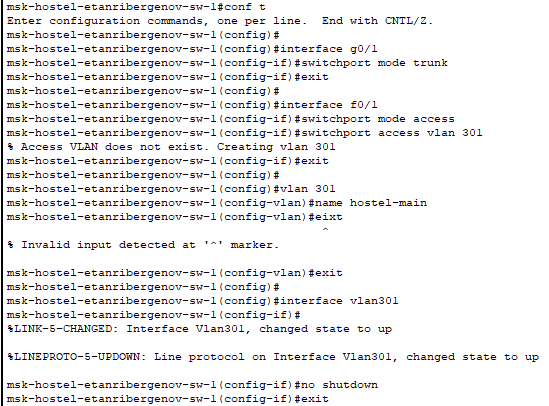 msk-hostel-etanribergenov-sw-1#conf t
Enter configuration commands, one per line.  End with CNTL/Z.
msk-hostel-etanribergenov-sw-1(config)#
msk-hostel-etanribergenov-sw-1(config)#interface g0/1
msk-hostel-etanribergenov-sw-1(config-if)#switchport mode trunk
msk-hostel-etanribergenov-sw-1(config-if)#exit
msk-hostel-etanribergenov-sw-1(config)#
msk-hostel-etanribergenov-sw-1(config)#interface f0/1
msk-hostel-etanribergenov-sw-1(config-if)#switchport mode access
msk-hostel-etanribergenov-sw-1(config-if)#switchport access vlan 301
% Access VLAN does not exist. Creating vlan 301
msk-hostel-etanribergenov-sw-1(config-if)#exit
msk-hostel-etanribergenov-sw-1(config)#
msk-hostel-etanribergenov-sw-1(config)#vlan 301
msk-hostel-etanribergenov-sw-1(config-vlan)#name hostel-main
msk-hostel-etanribergenov-sw-1(config-vlan)#eixt
^
% Invalid input detected at '^' marker.
msk-hostel-etanribergenov-sw-1(config-vlan)#exit
msk-hostel-etanribergenov-sw-1(config)#
msk-hostel-etanribergenov-sw-1(config)#interface vlan301
msk-hostel-etanribergenov-sw-1(config-if)#
%LINK-5-CHANGED: Interface Vlan301, changed state to up
%LINEPROTO-5-UPDOWN: Line protocol on Interface Vlan301, changed state to up
msk-hostel-etanribergenov-sw-1(config-if)#no shutdown
msk-hostel-etanribergenov-sw-1(config-if)#exit